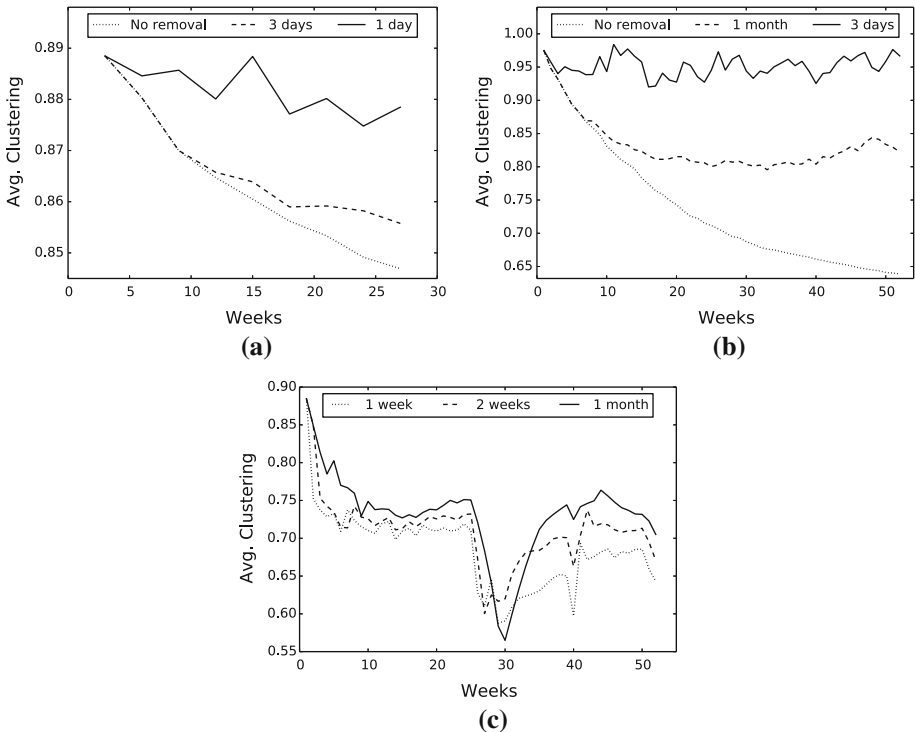 No removal 3 days 1 day
0.89
0.88
0.87
0.86
0.85
Avg. Clustering
0 5 10 15 20 25 30
Weeks
(a)
No removal 1 month 3 days
1.00
0.95
0.90
0.85
0.80
0.75
0.70
0.65
Avg. Clustering
0 10 20 30 40 50
Weeks
(b)
1 week 2 weeks 1 month
0.90
0.85
0.80
0.75
0.70
0.65
0.60
0.55
Avg. Clustering
0 10 20 30 40 50
Weeks
(c)